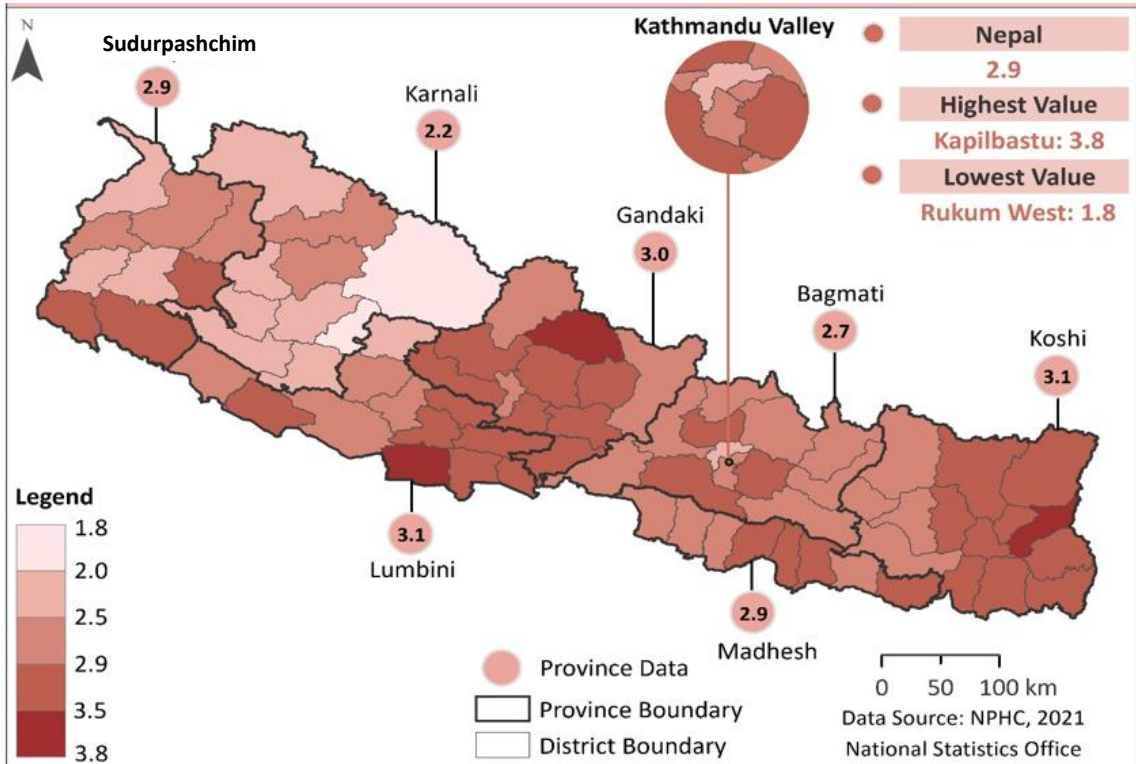 N
Sudurpashchim
2.9
Karnali
2.2
Kathmandu Valley
Gandaki
3.0
Bagmati
2.7
Koshi
3.1
Nepal
2.9
Highest Value
Kapilbastu: 3.8
Lowest Value
Rukum West: 1.8
3.1
Lumbini
2.9
Madhesh
Legend
1.8
2.0
2.5
2.9
3.5
3.8
Province Data
Province Boundary
District Boundary
0 50 100 km
Data Source: NPHC, 2021
National Statistics Office